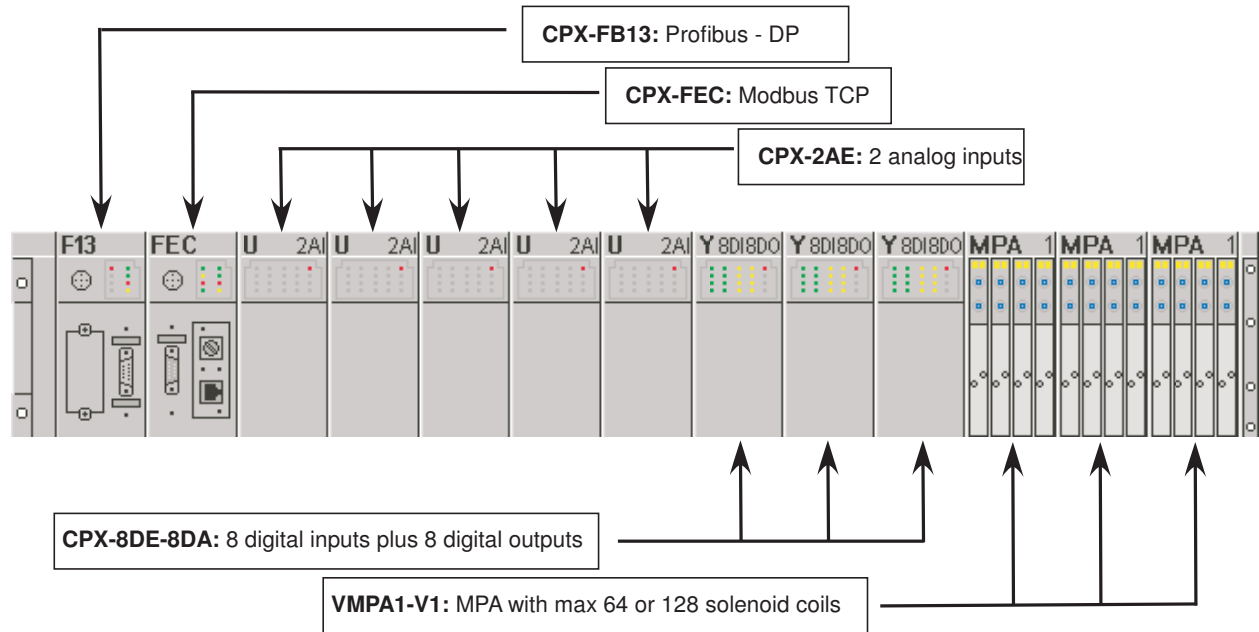 CPX-FB13: Profibus - DP
CPX-FEC: Modbus TCP
CPX-2AE: 2 analog inputs
F13 FEC U 2AI U 2AI U 2AI U 2AI U 2AI Y 8DI8DO Y 8DI8DO Y 8DI8DO MPA 1 MPA 1 MPA 1
CPX-8DE-8DA: 8 digital inputs plus 8 digital outputs
VMPA1-V1: MPA with max 64 or 128 solenoid coils